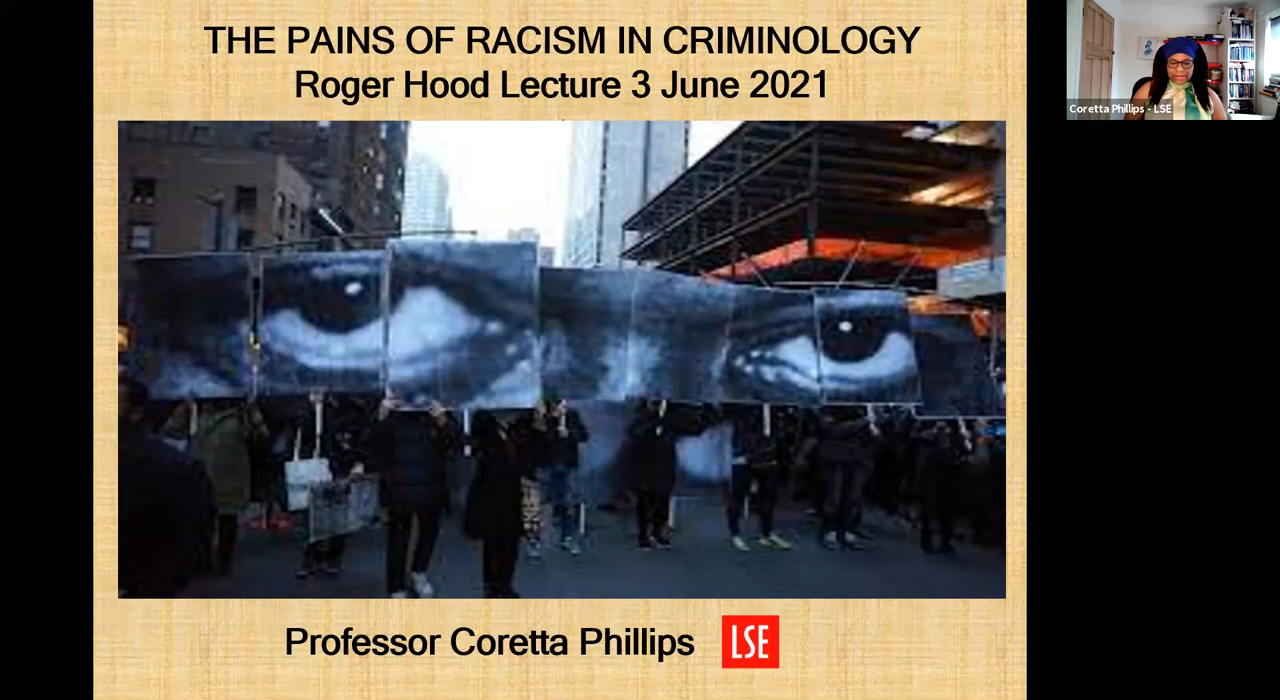 THE PAINS OF RACISM IN CRIMINOLOGY
Roger Hood Lecture 3 June 2021
Coretta Phillips - LSE
Professor Coretta Phillips
LSE